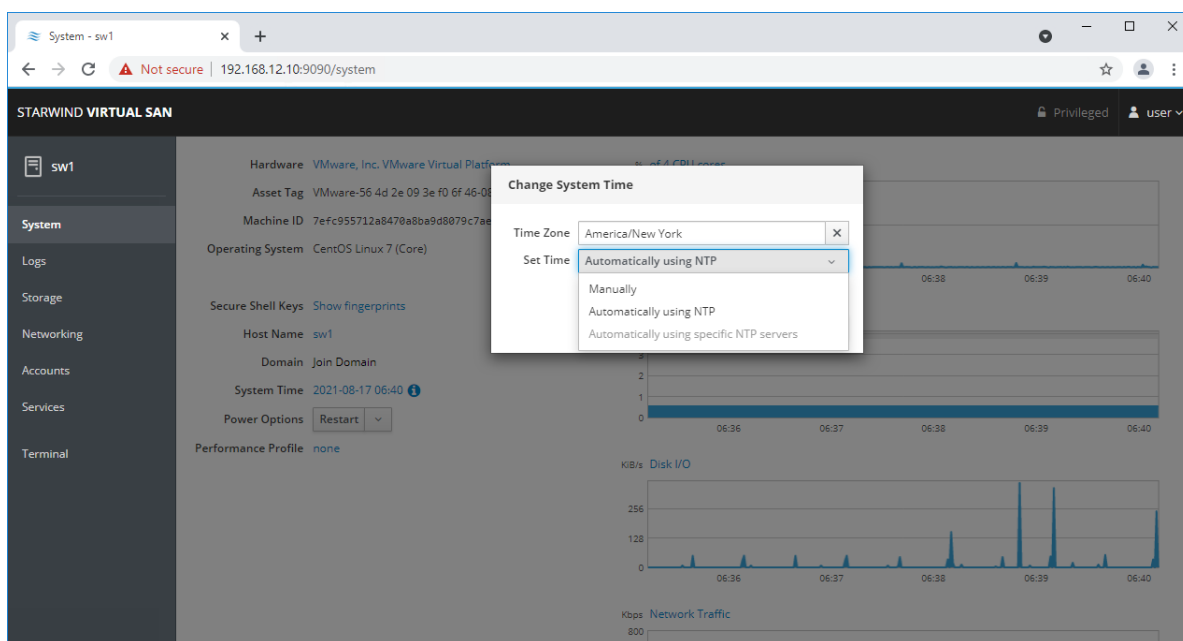 System - sw1
Not secure | 192.168.12.10:9090/system
STARWIND VIRTUAL SAN
Privileged
user
sw1
System
Logs
Storage
Networking
Accounts
Services
Terminal
Hardware VMware, Inc. VMware Virtual Platform
Asset Tag VMware-56 4d 2e 09 3e f0 6f 46-08
Machine ID 7efc955712a8470a8ba9d8079c7ae
Operating System CentOS Linux 7 (Core)
Secure Shell Keys Show fingerprints
Host Name sw1
Domain Join Domain
System Time 2021-08-17 06:40
Power Options Restart
Performance Profile none
Change System Time
Time Zone America/New York
Set Time Automatically using NTP
Manually
Automatically using NTP
Automatically using specific NTP servers
% of 4 CPU cores
06:38 06:39 06:40
3
2
1
0
06:36 06:37 06:38 06:39 06:40
KiB/s Disk I/O
256
128
0
06:36 06:37 06:38 06:39 06:40
Kbps Network Traffic
800